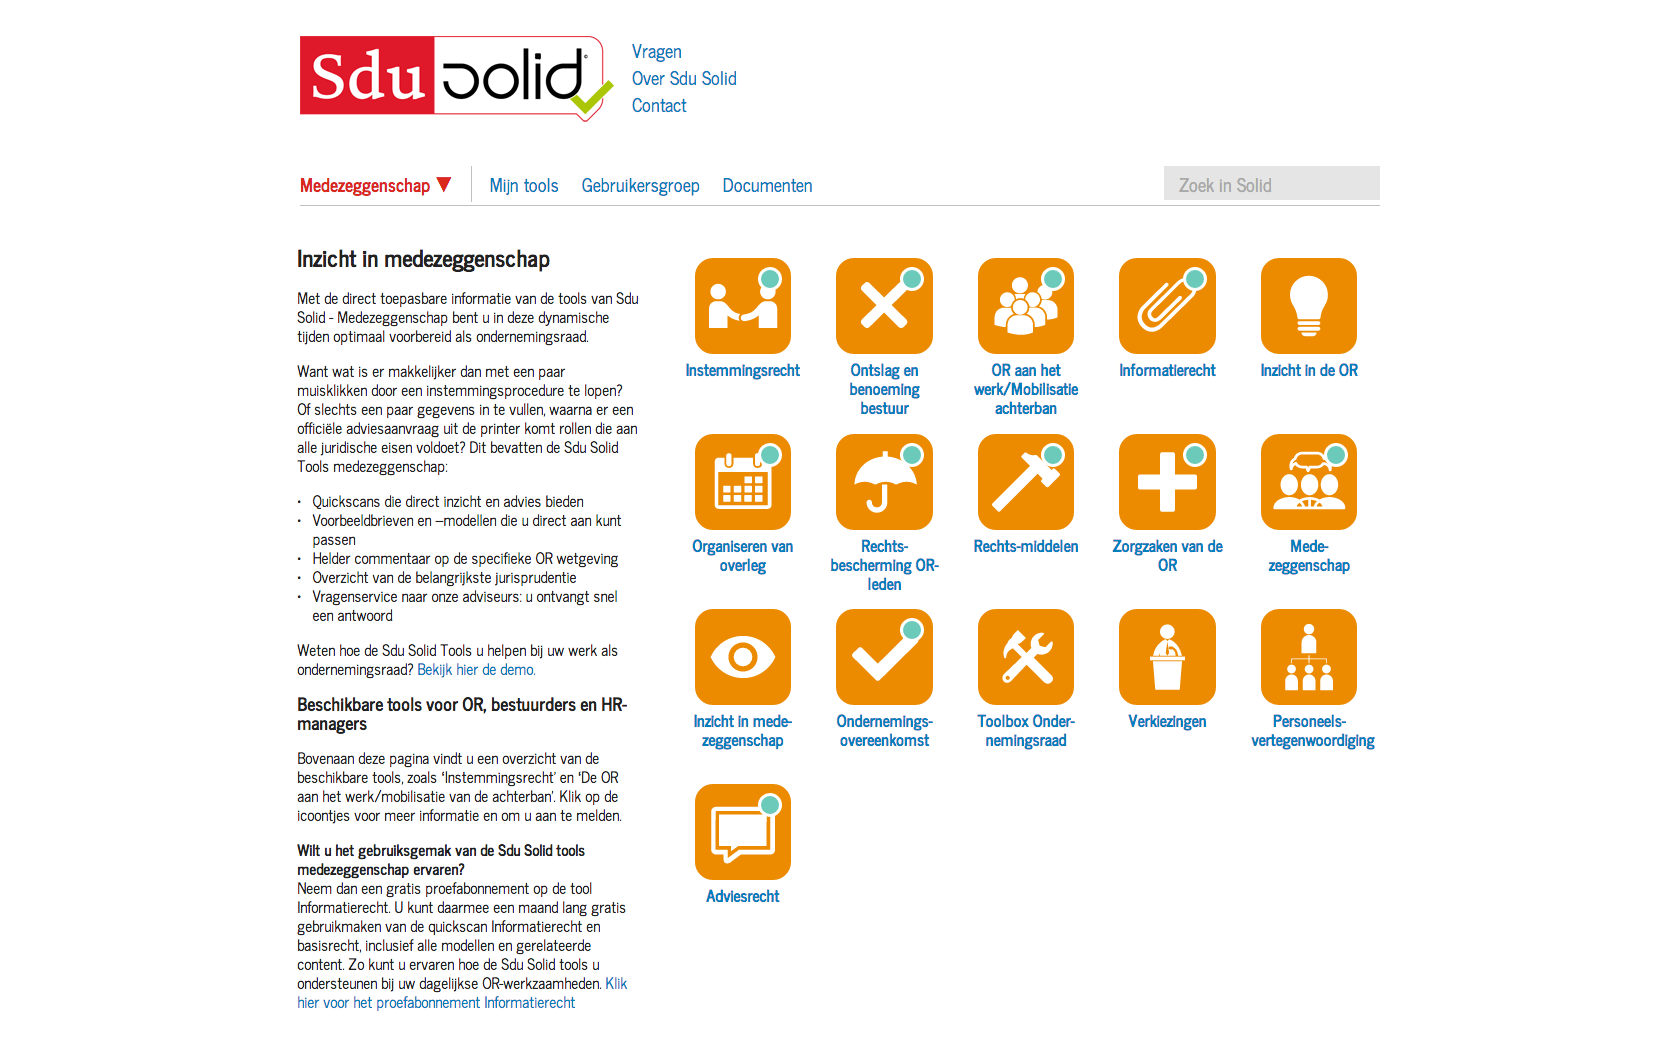 Sdu solid
Vragen
Over Sdu Solid
Contact
Medezeggenschap ▼
Mijn tools
Gebruikersgroep
Documenten
Zoek in Solid
Inzicht in medezeggenschap
Met de direct toepasbare informatie van de tools van Sdu
Solid - Medezeggenschap bent u in deze dynamische
tijden optimaal voorbereid als ondernemingsraad.
Want wat is er makkelijker dan met een paar
muisklikken door een instemmingsprocedure te lopen?
Of slechts een paar gegevens in te vullen, waarna er een
officiële adviesaanvraag uit de printer komt rollen die aan
alle juridische eisen voldoet? Dit bevatten de Sdu Solid
Tools medezeggenschap:
• Quickscans die direct inzicht en advies bieden
• Voorbeeldbrieven en –modellen die u direct aan kunt
passen
• Helder commentaar op de specifieke OR wetgeving
• Overzicht van de belangrijkste jurisprudentie
• Vragenservice naar onze adviseurs: u ontvangt snel
een antwoord
Weten hoe de Sdu Solid Tools u helpen bij uw werk als
ondernemingsraad? Bekijk hier de demo.
Beschikbare tools voor OR, bestuurders en HR-
managers
Bovenaan deze pagina vindt u een overzicht van de
beschikbare tools, zoals ‘Instemmingsrecht’ en ‘De OR
aan het werk/mobilisatie van de achterban’. Klik op de
icoontjes voor meer informatie en om u aan te melden.
Wilt u het gebruiksgemak van de Sdu Solid tools
medezeggenschap ervaren?
Neem dan een gratis proefabonnement op de tool
Informatierecht. U kunt daarmee een maand lang gratis
gebruikmaken van de quickscan Informatierecht en
basisrecht, inclusief alle modellen en gerelateerde
content. Zo kunt u ervaren hoe de Sdu Solid tools u
ondersteunen bij uw dagelijkse OR-werkzaamheden. Klik
hier voor het proefabonnement Informatierecht
Instemmingsrecht
Ontslag en
benoeming
bestuur
OR aan het
werk/Mobilisatie
achterban
Informatierecht
Inzicht in de OR
Organiseren van
overleg
Rechts-
bescherming OR-
leden
Rechts-middelen
Zorgzaken van de
OR
Mede-
zeggenschap
Inzicht in mede-
zeggenschap
Ondernemings-
overeenkomst
Toolbox Onder-
nemingsraad
Verkiezingen
Personeels-
vertegenwoordiging
Adviesrecht